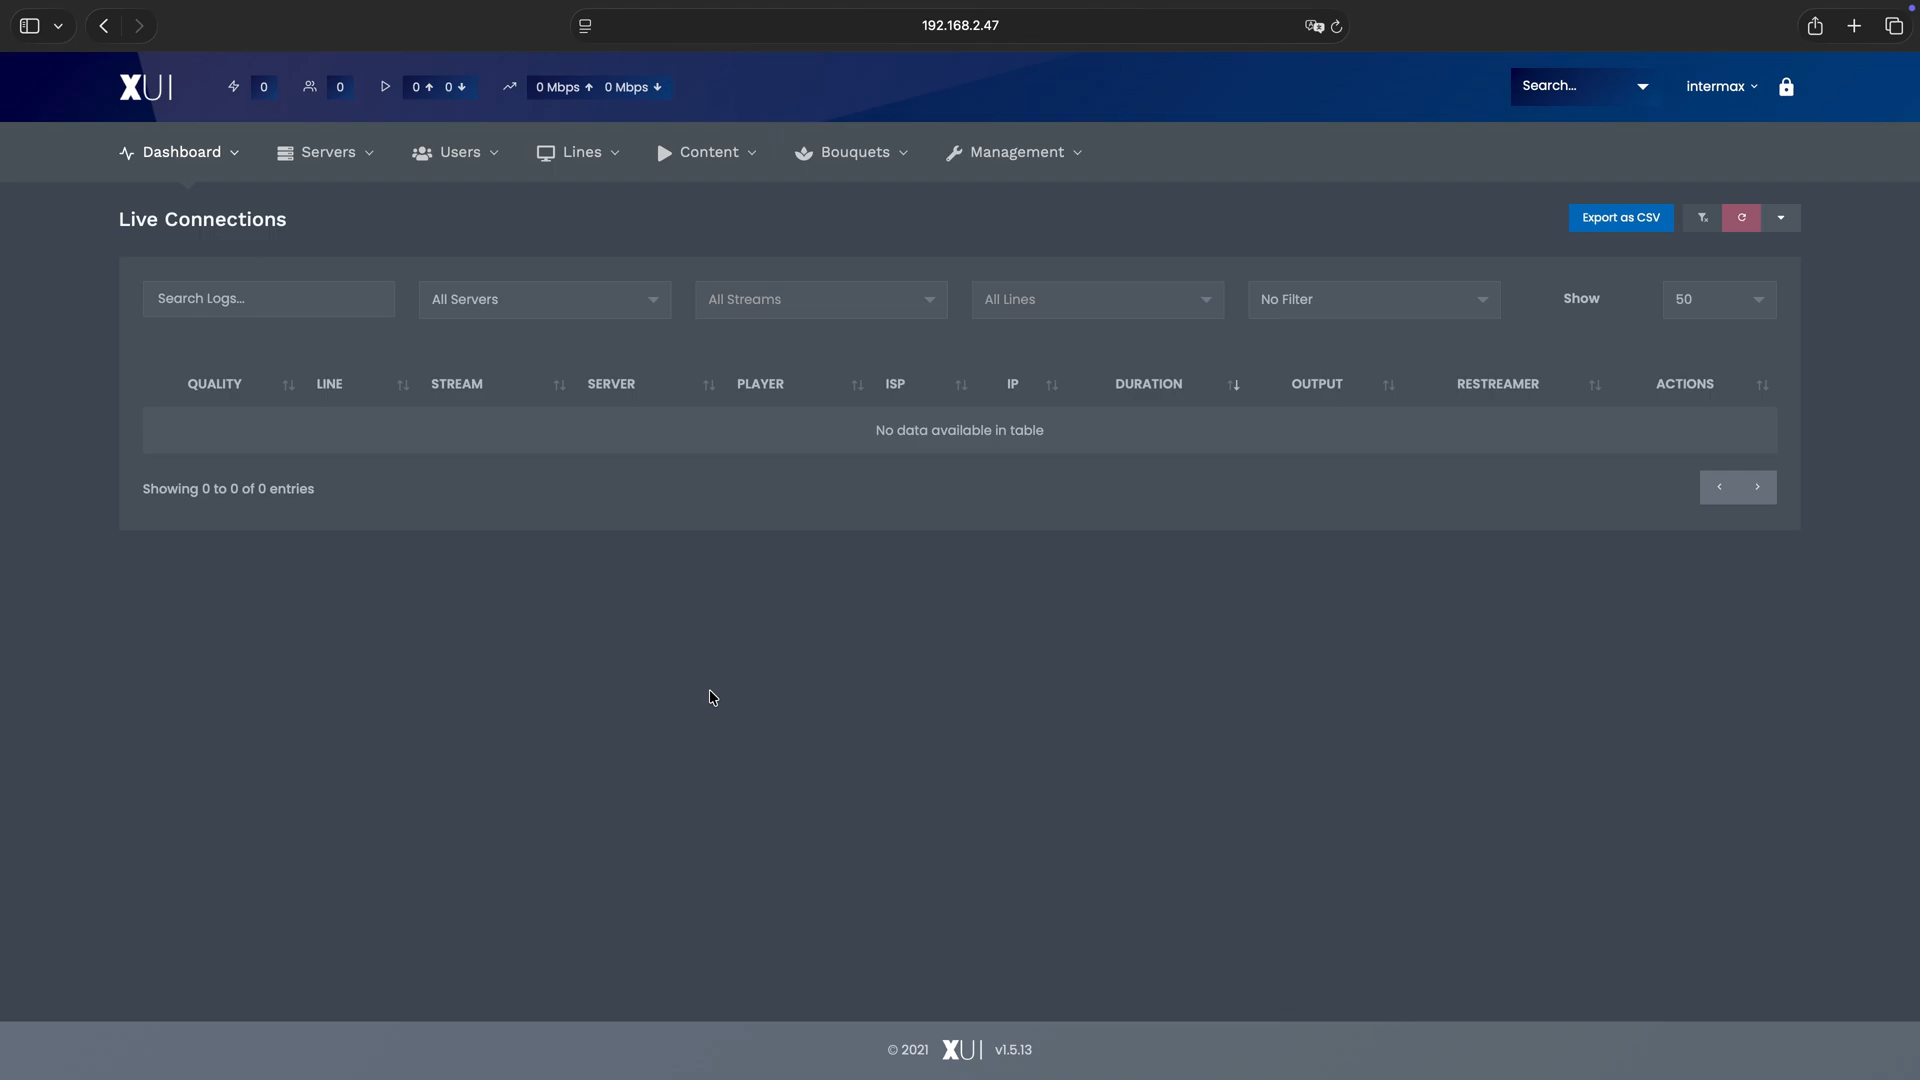 192.168.2.47
XUI 0 0 0 0 0 Mbps 0 Mbps Search... intermax
Dashboard Servers Users Lines Content Bouquets Management
Live Connections Export as CSV
Search Logs... All Servers All Streams All Lines No Filter Show 50
QUALITY LINE STREAM SERVER PLAYER ISP IP DURATION OUTPUT RESTREAMER ACTIONS
No data available in table
Showing 0 to 0 of 0 entries
© 2021 XUI v1.5.13